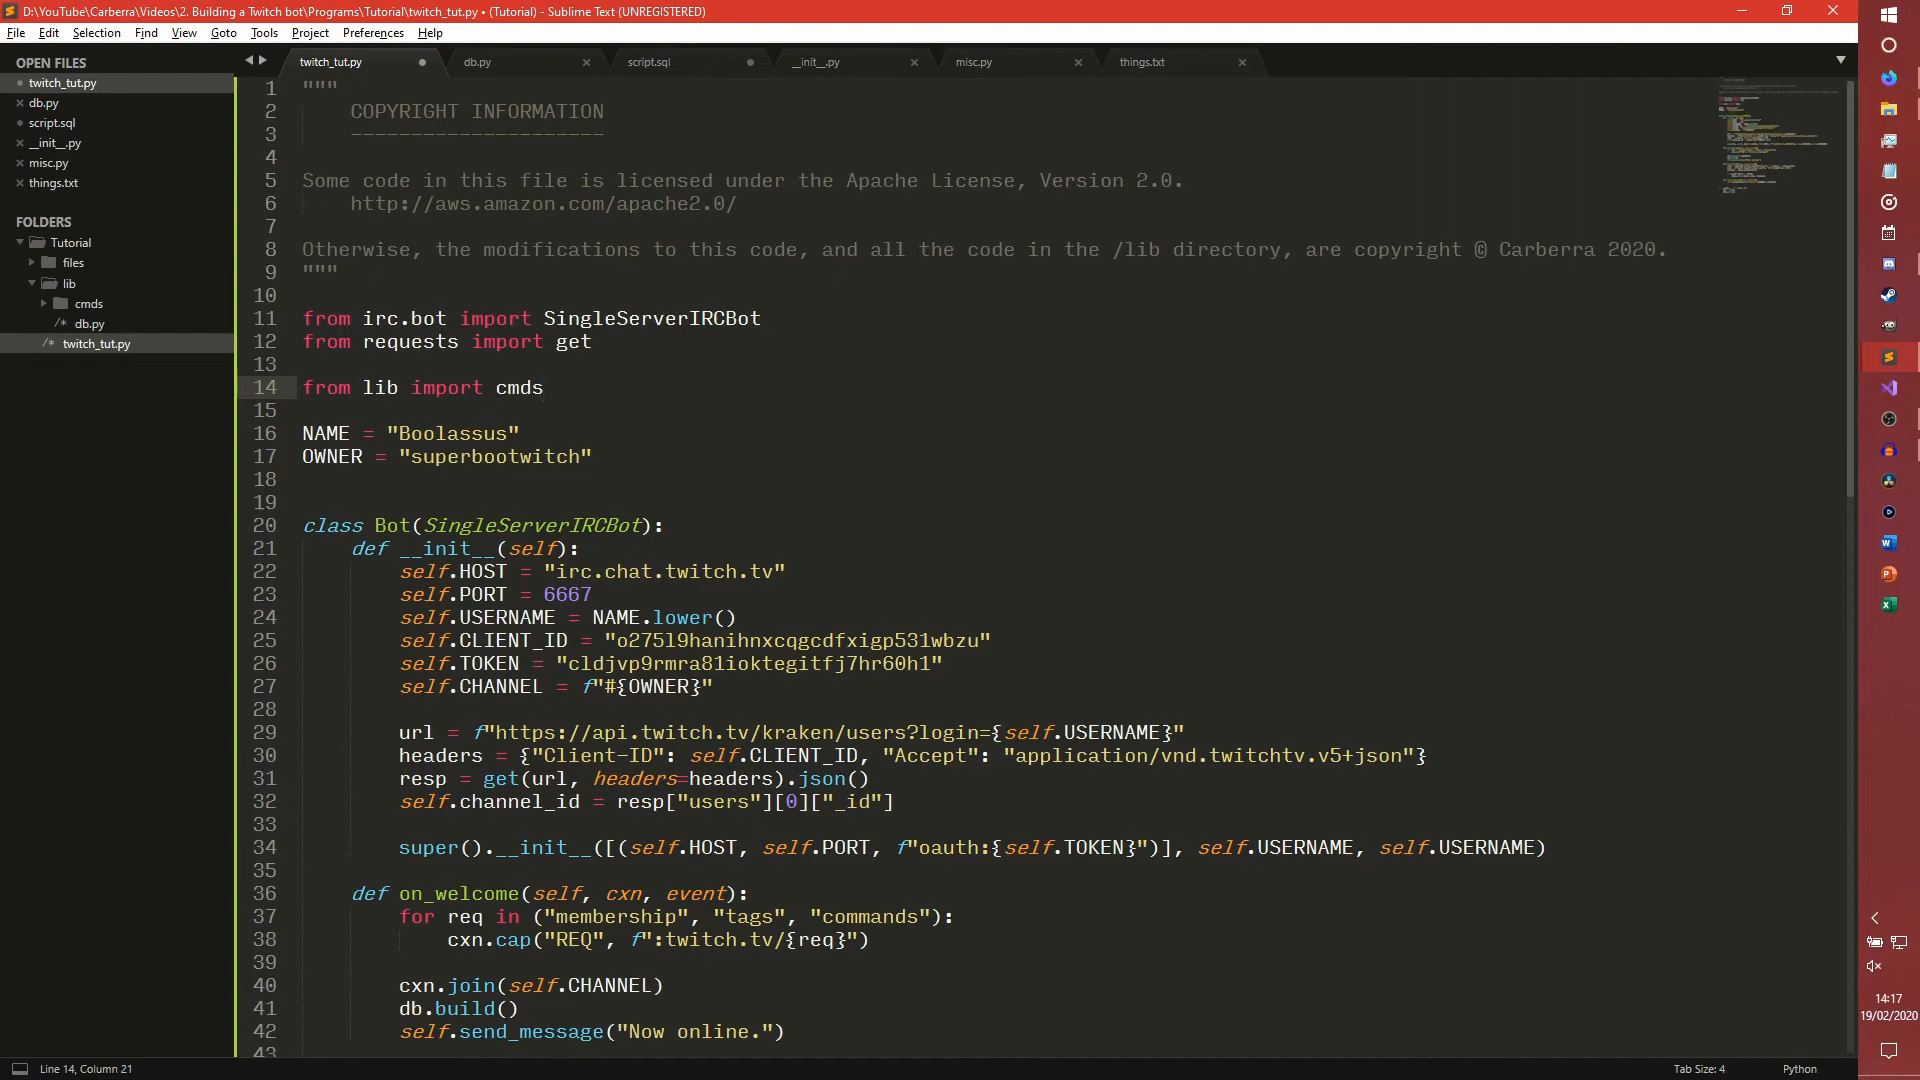 D:\YouTube\Carberra\Videos\2. Building a Twitch bot\Programs\Tutorial\twitch_tut.py • (Tutorial) - Sublime Text (UNREGISTERED)
File Edit Selection Find View Goto Tools Project Preferences Help
OPEN FILES
twitch_tut.py
db.py
script.sql
__init__.py
misc.py
things.txt
FOLDERS
Tutorial
files
lib
cmds
/* db.py
/* twitch_tut.py
twitch_tut.py db.py script.sql __init__.py misc.py things.txt
1 """
2 COPYRIGHT INFORMATION
3 ---------------------
4
5 Some code in this file is licensed under the Apache License, Version 2.0.
6 http://aws.amazon.com/apache2.0/
7
8 Otherwise, the modifications to this code, and all the code in the /lib directory, are copyright @ Carberra 2020.
9 """
10
11 from irc.bot import SingleServerIRCBot
12 from requests import get
13
14 from lib import cmds
15
16 NAME = "Boolassus"
17 OWNER = "superbootwitch"
18
19
20 class Bot(SingleServerIRCBot):
21 def __init__(self):
22 self.HOST = "irc.chat.twitch.tv"
23 self.PORT = 6667
24 self.USERNAME = NAME.lower()
25 self.CLIENT_ID = "o275l9hanihnxcqgcdfxigp531wbzu"
26 self.TOKEN = "cldjvp9rmra81ioktegitfj7hr60h1"
27 self.CHANNEL = f"#{OWNER}"
28
29 url = f"https://api.twitch.tv/kraken/users?login={self.USERNAME}"
30 headers = {"Client-ID": self.CLIENT_ID, "Accept": "application/vnd.twitchtv.v5+json"}
31 resp = get(url, headers=headers).json()
32 self.channel_id = resp["users"][0]["_id"]
33
34 super().__init__([(self.HOST, self.PORT, f"oauth:{self.TOKEN}")], self.USERNAME, self.USERNAME)
35
36 def on_welcome(self, cxn, event):
37 for req in ("membership", "tags", "commands"):
38 cxn.cap("REQ", f":twitch.tv/{req}")
39
40 cxn.join(self.CHANNEL)
41 db.build()
42 self.send_message("Now online.")
43
Line 14, Column 21
Tab Size: 4
Python
14:17
19/02/2020